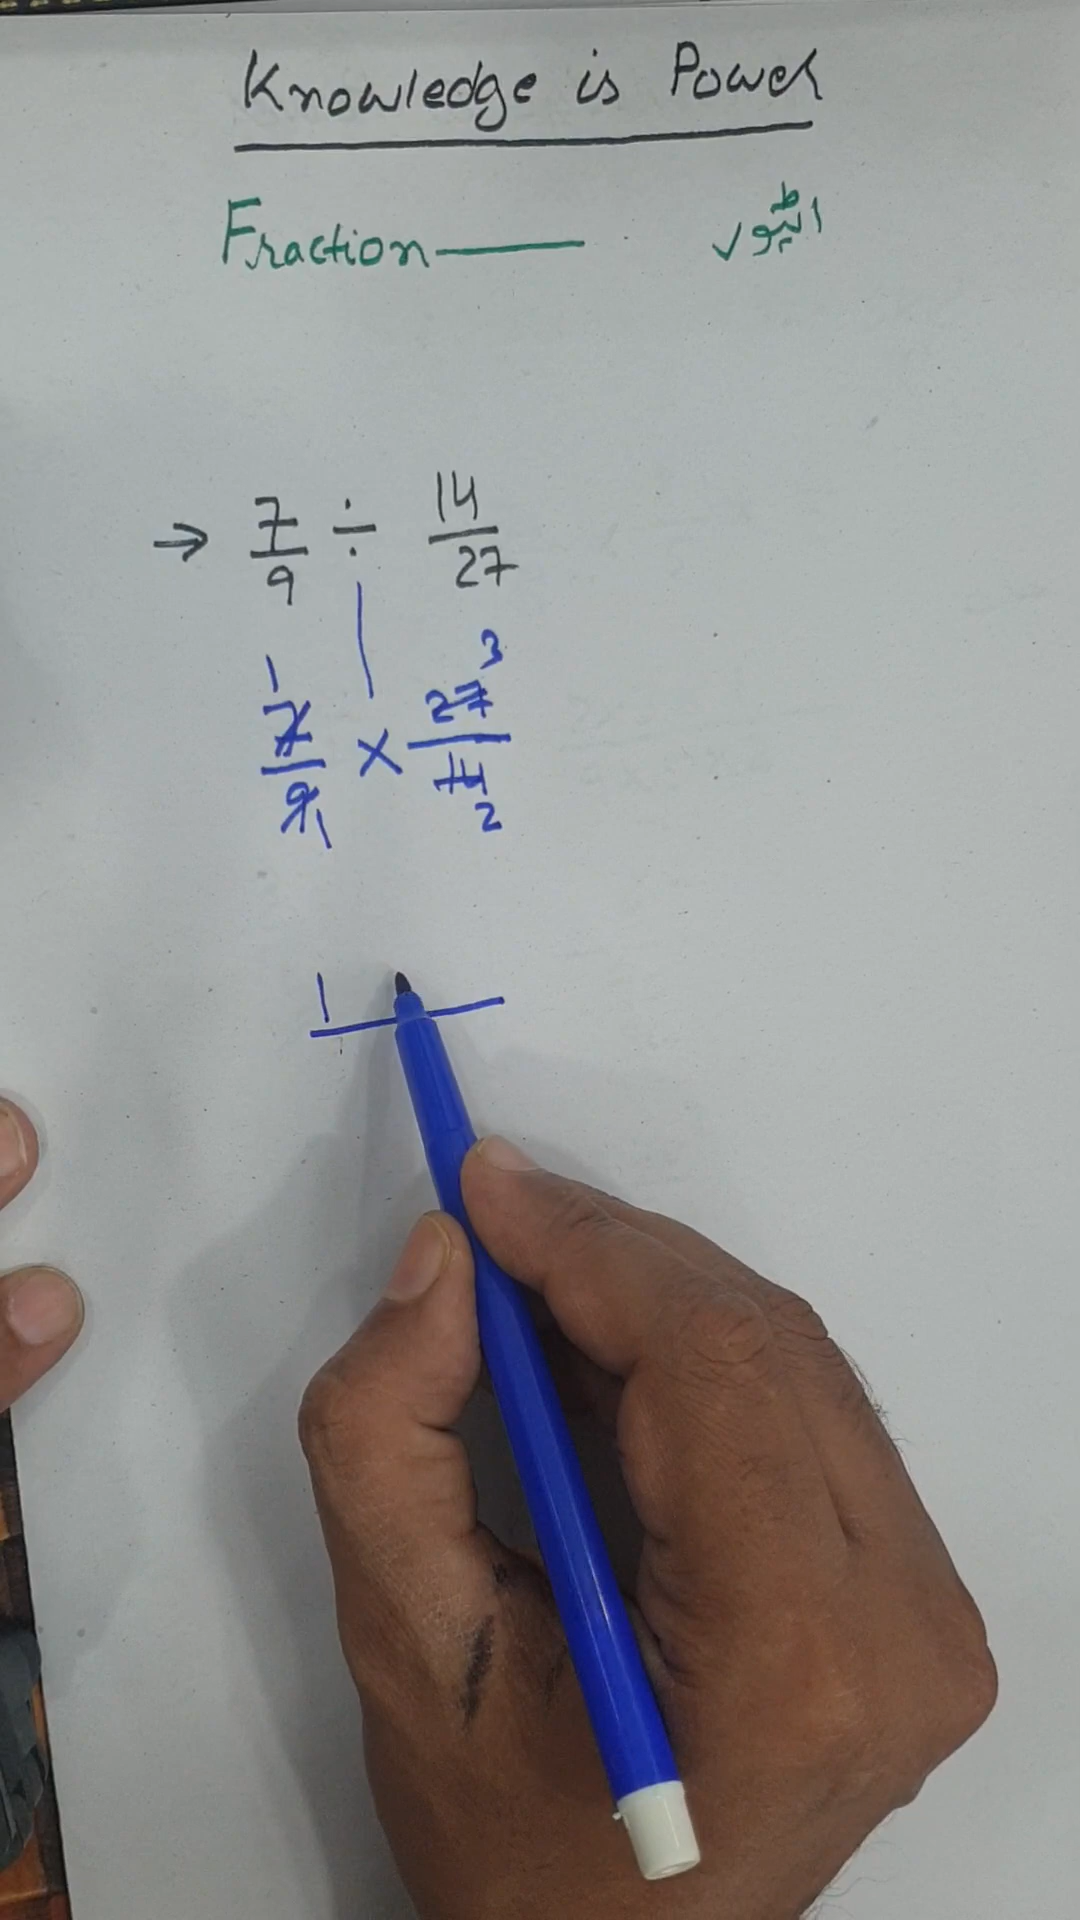 Knowledge is Power
Fraction—— 
→ 7/9 ÷ 14/27
1 3
7/9 × 27/14
1 2
1